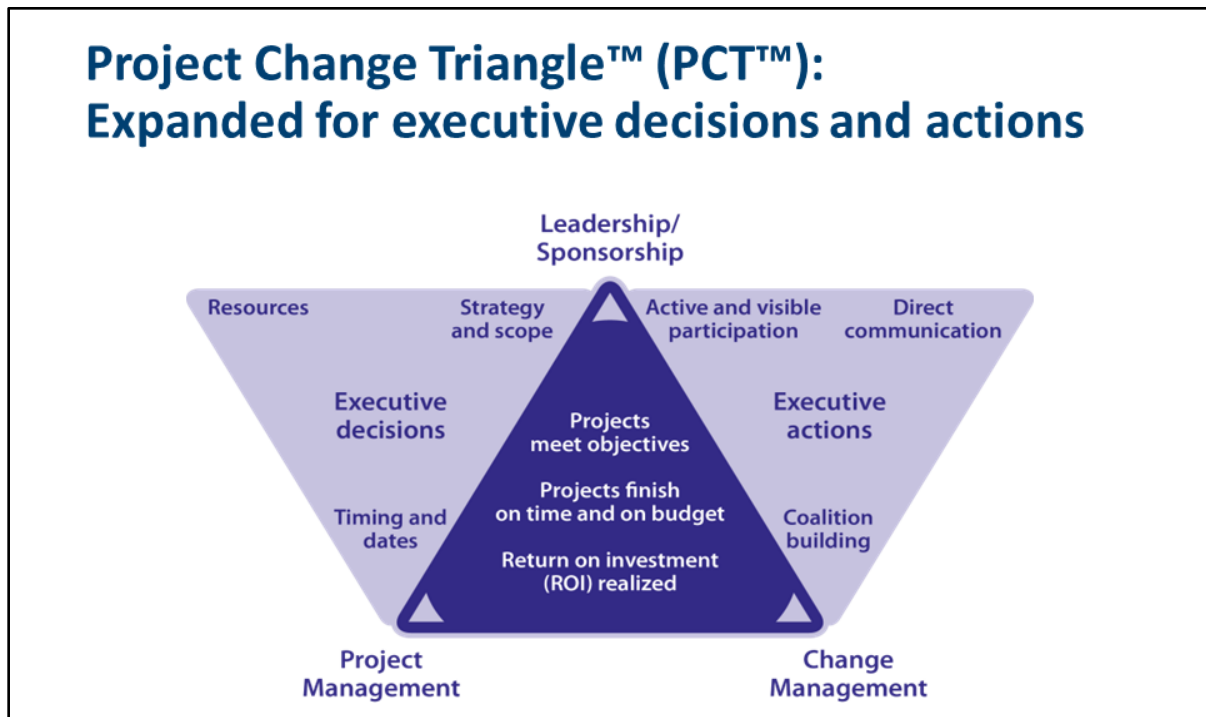 Project Change Triangle™ (PCT™):
Expanded for executive decisions and actions
Leadership/
Sponsorship
Resources
Strategy
and scope
Executive
decisions
Timing and
dates
Projects
meet objectives
Projects finish
on time and on budget
Return on investment
(ROI) realized
Active and visible
participation
Direct
communication
Executive
actions
Coalition
building
Project
Management
Change
Management